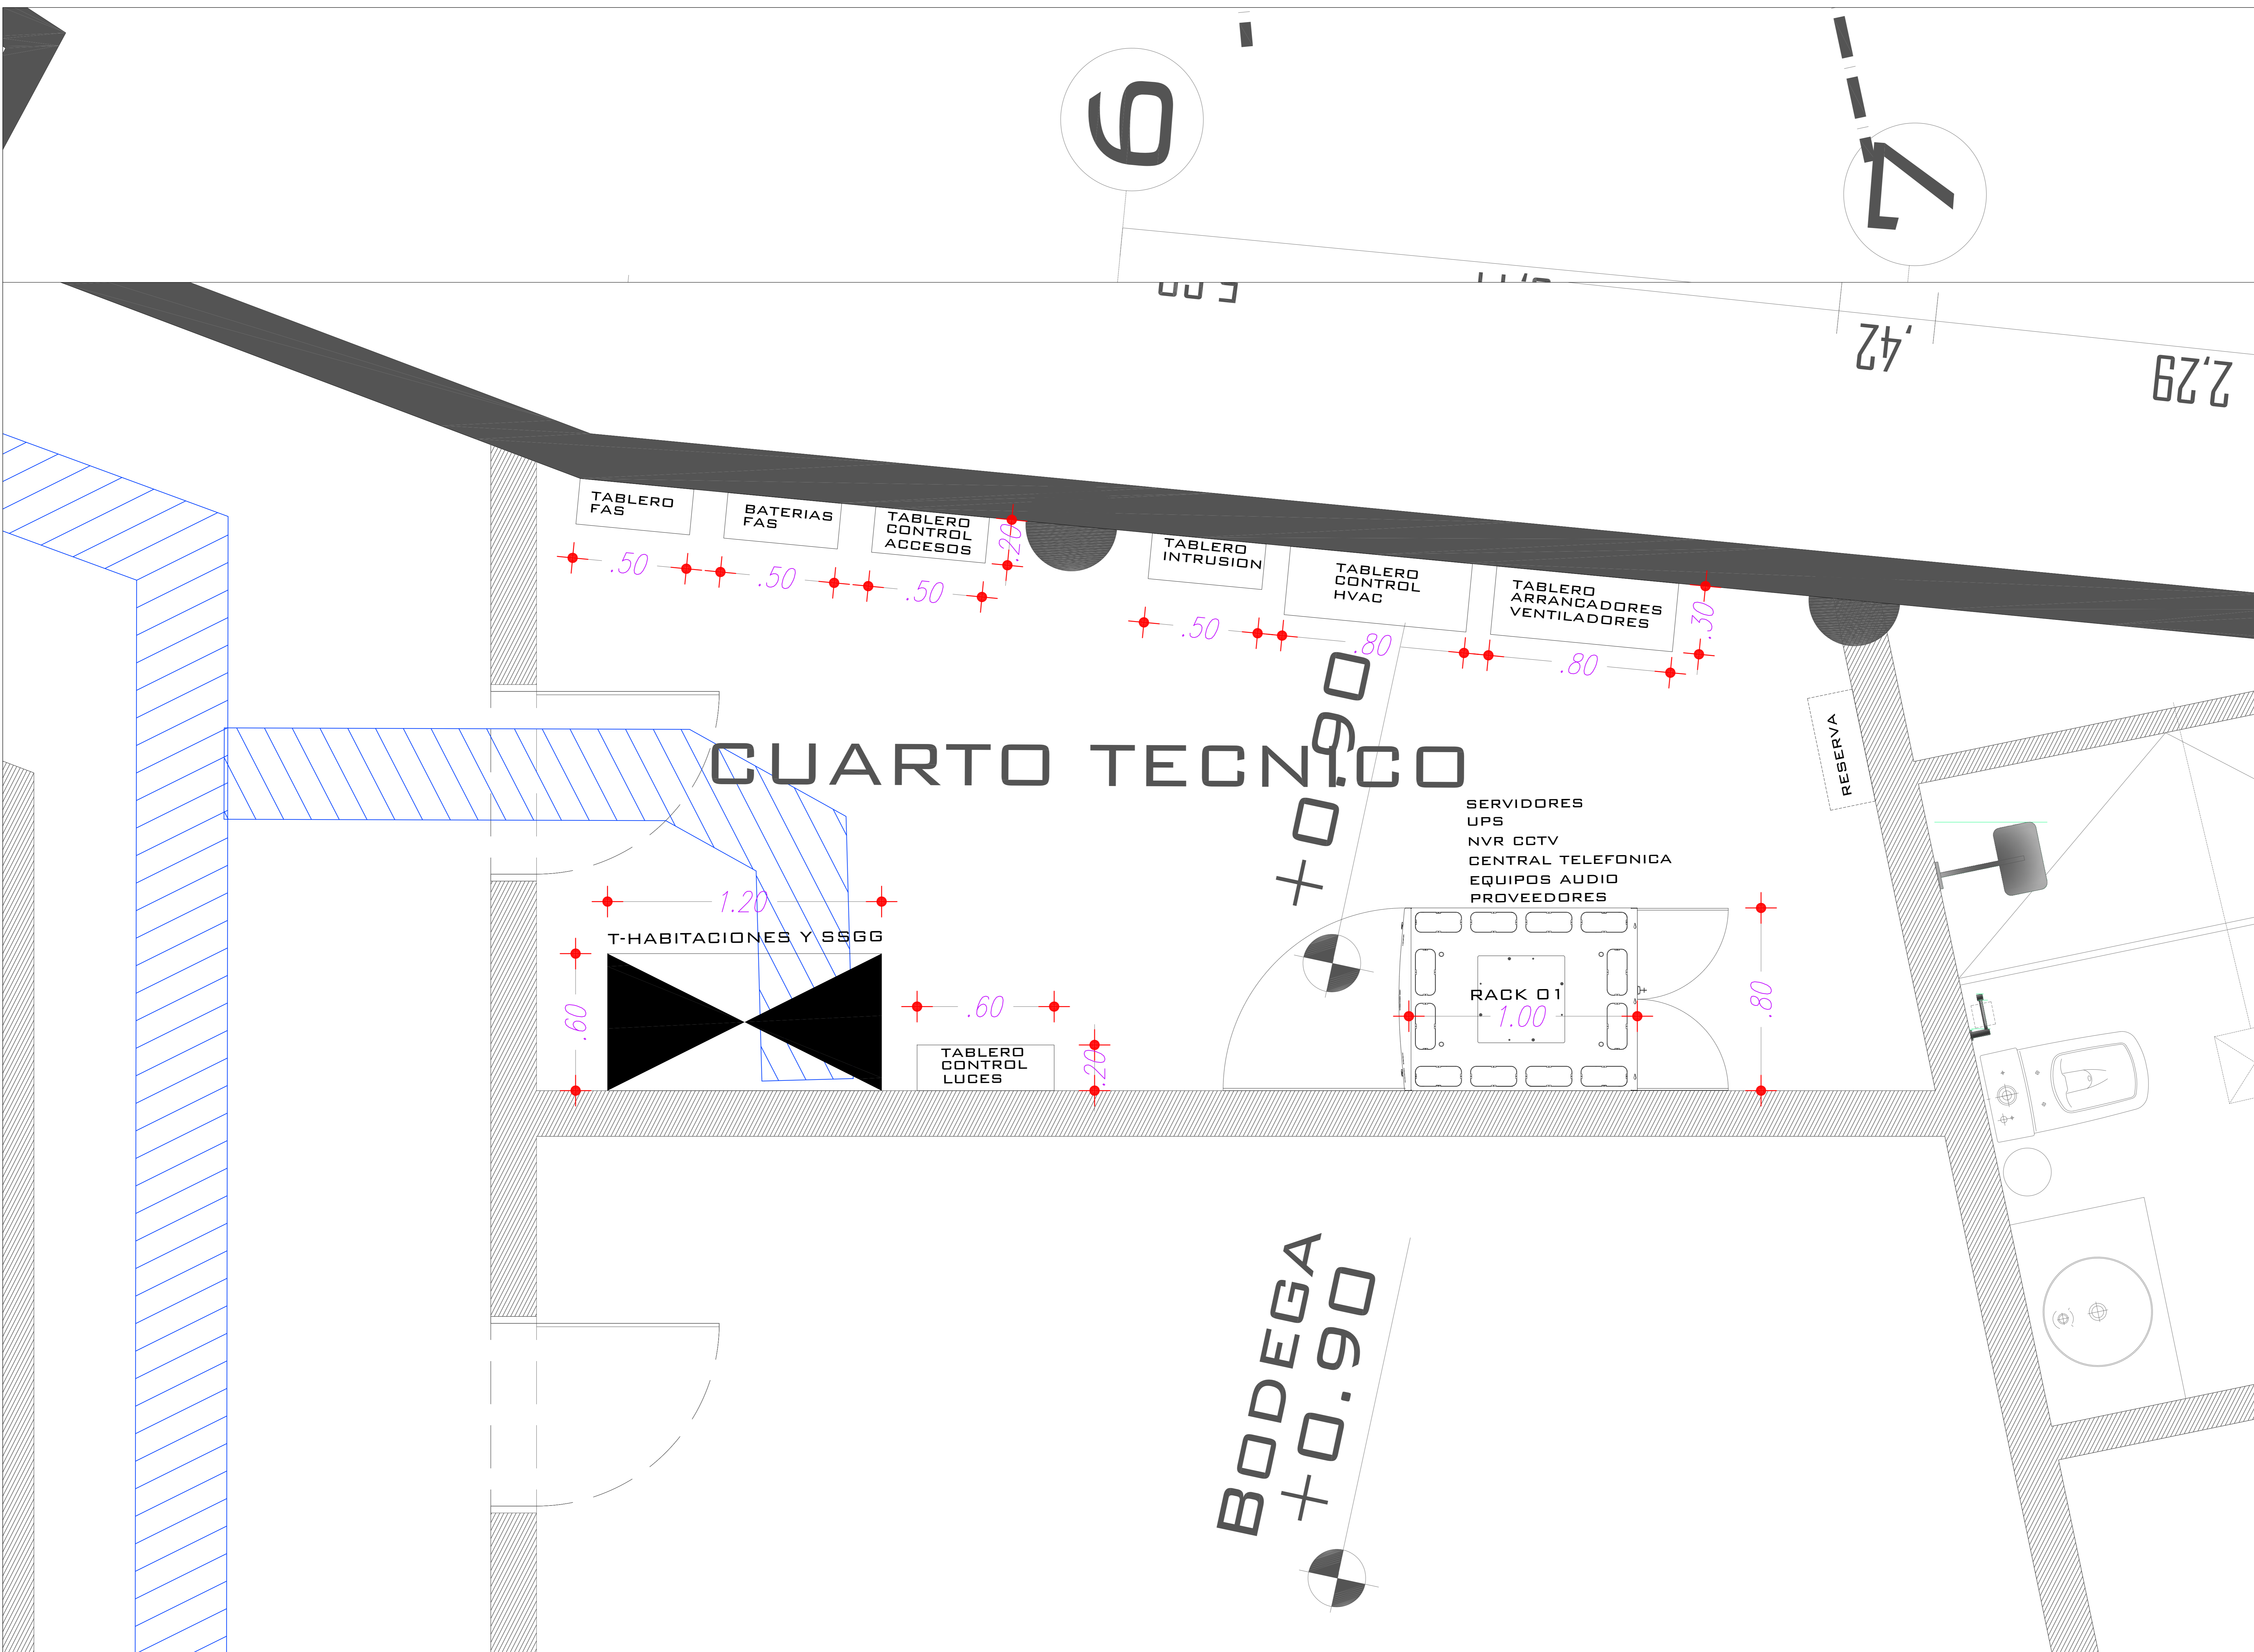 6
7
,42
2,29
TABLERO
FAS
BATERIAS
FAS
TABLERO
CONTROL
ACCESOS
.20
.50
.50
.50
TABLERO
INTRUSION
TABLERO
CONTROL
HVAC
TABLERO
ARRANCADORES
VENTILADORES
.30
.50
.80
.80
CUARTO TECNICO
+0.90
RESERVA
SERVIDORES
UPS
NVR CCTV
CENTRAL TELEFONICA
EQUIPOS AUDIO
PROVEEDORES
1.20
T-HABITACIONES Y SSGG
.60
.60
TABLERO
CONTROL
LUCES
.20
RACK 01
1.00
.80
BODEGA
+0.90